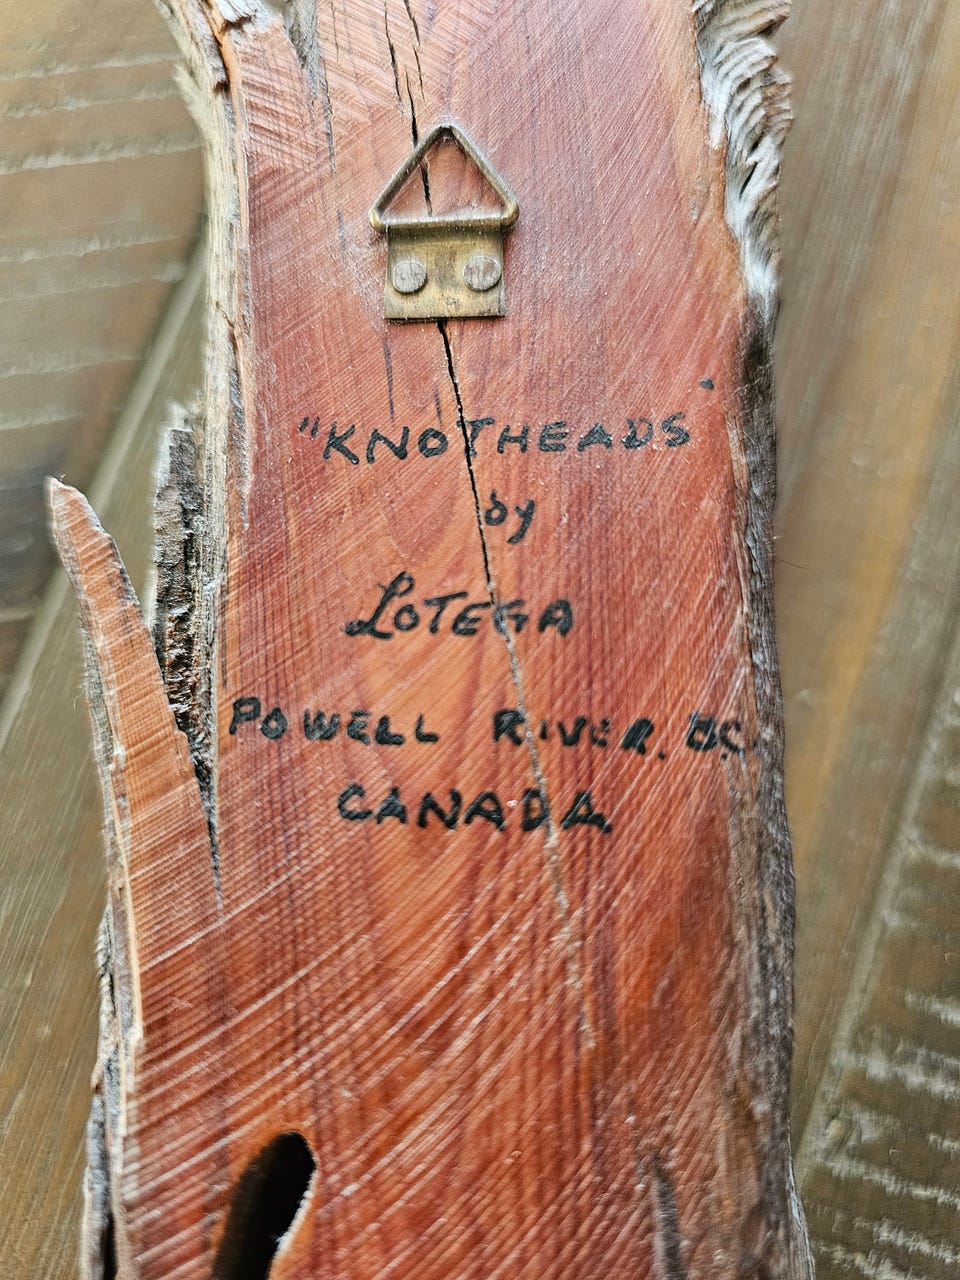 "KNOTHEADS"
by
LOTEGA
POWELL RIVER. BC
CANADA.